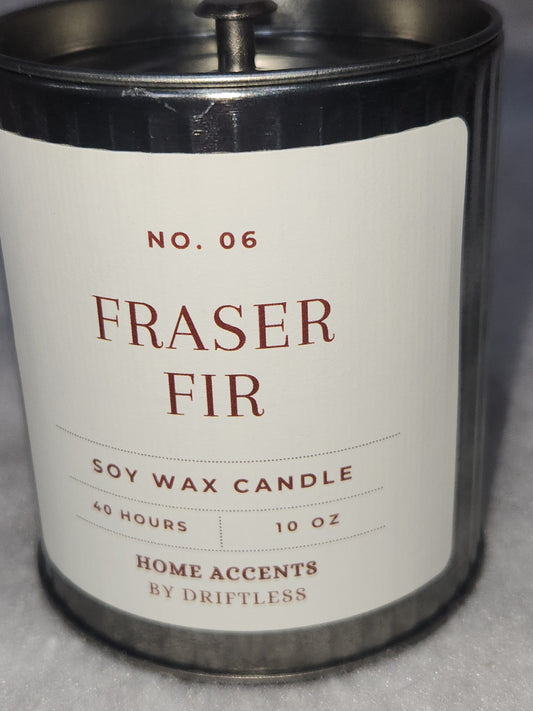 NO. 06
FRASER
FIR
SOY WAX CANDLE
40 HOURS 10 OZ
HOME ACCENTS
BY DRIFTLESS